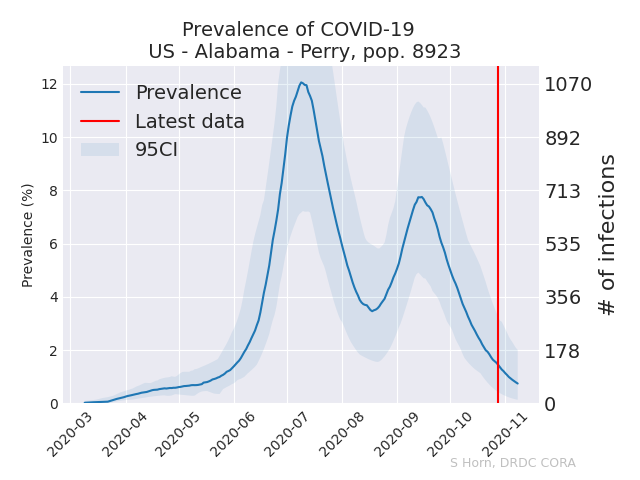 Prevalence of COVID-19
US - Alabama - Perry, pop. 8923
Prevalence
Latest data
95CI
Prevalence (%)
12
10
8
6
4
2
0
1070
892
713
535
356
178
0
# of infections
2020-03
2020-04
2020-05
2020-06
2020-07
2020-08
2020-09
2020-10
2020-11
S Horn, DRDC CORA